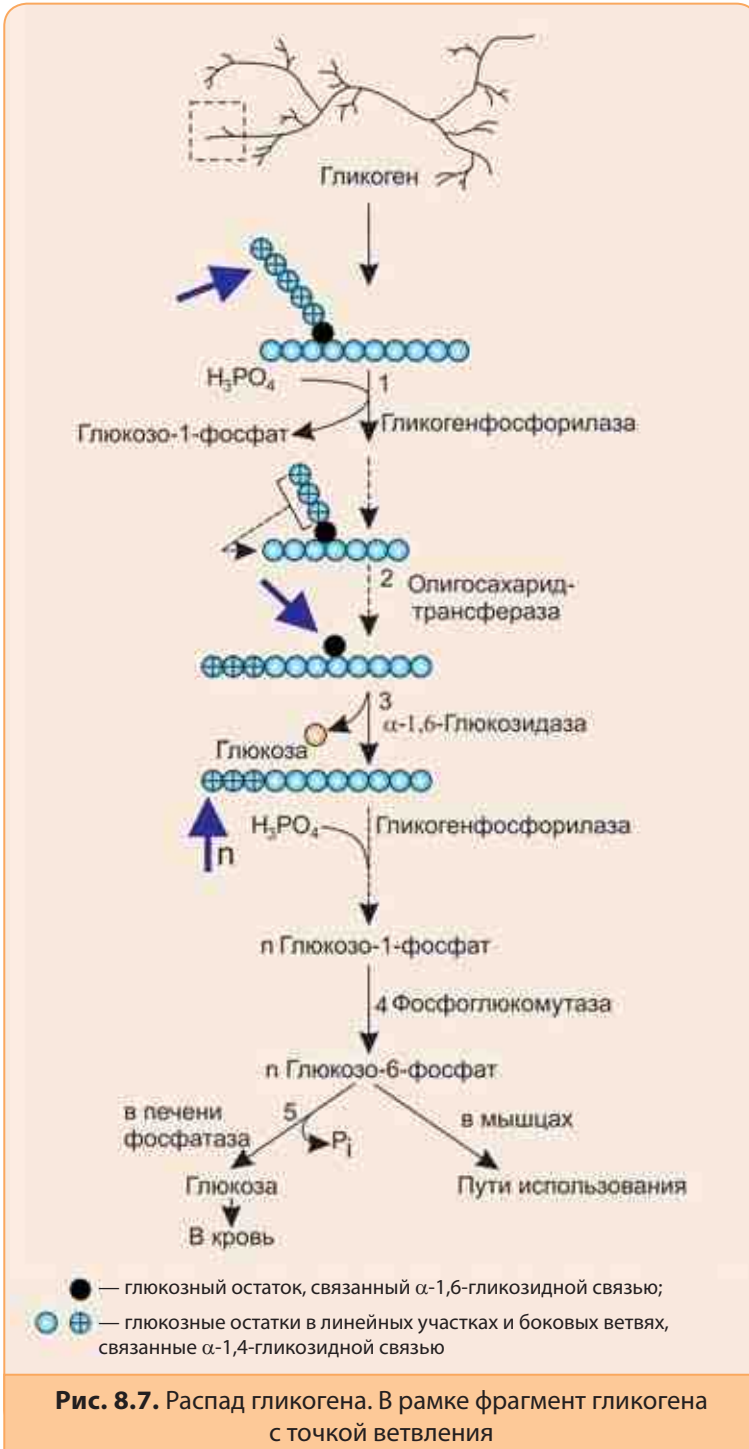 Гликоген
H₃PO₄
1
Глюкозо-1-фосфат
Гликогенфосфорилаза
2
Олигосахарид-
трансфераза
3
α-1,6-Глюкозидаза
Глюкоза
n
H₃PO₄
Гликогенфосфорилаза
n Глюкозо-1-фосфат
4 Фосфоглюкомутаза
n Глюкозо-6-фосфат
в печени
фосфатаза
5
Pi
в мышцах
Глюкоза
Пути использования
В кровь
— глюкозный остаток, связанный α-1,6-гликозидной связью;
— глюкозные остатки в линейных участках и боковых ветвях,
связанные α-1,4-гликозидной связью
Рис. 8.7. Распад гликогена. В рамке фрагмент гликогена
с точкой ветвления